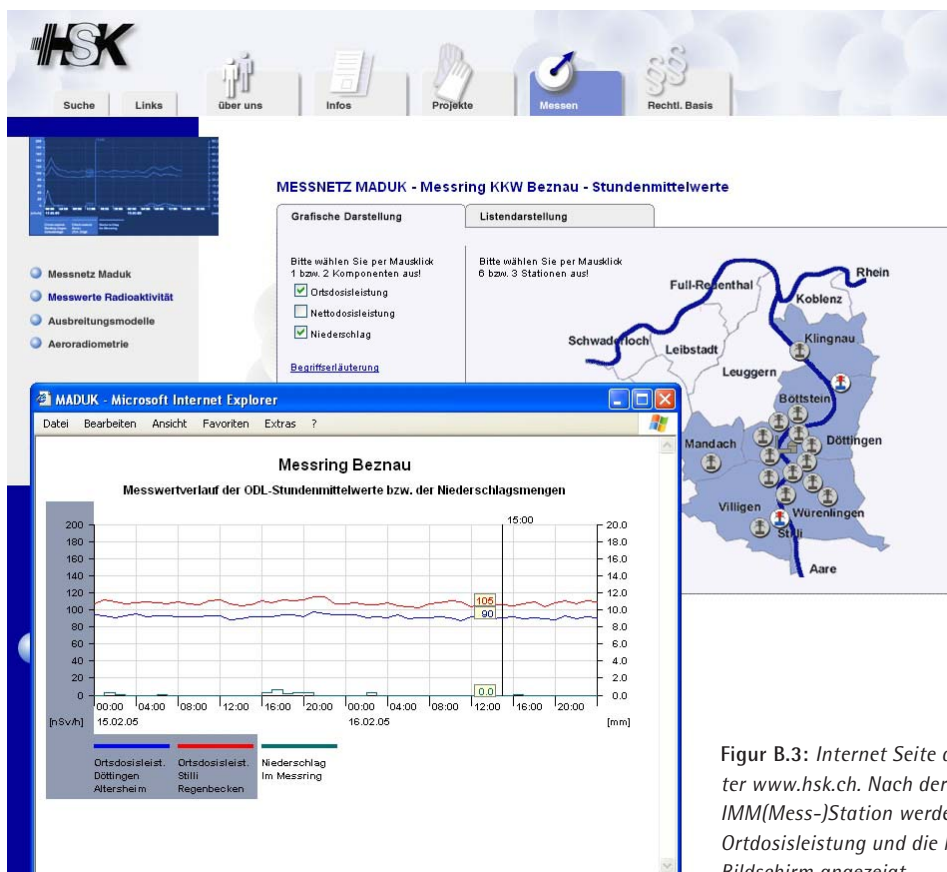 HSK
Suche Links über uns Infos Projekte Messen Rechtl. Basis
MESSNETZ MADUK - Messring KKW Beznau - Stundenmittelwerte
Grafische Darstellung Listendarstellung
Bitte wählen Sie per Mausklick
1 bzw. 2 Komponenten aus!
Ortsdosisleistung
Nettodosisleistung
Niederschlag
Begriffserläuterung
Bitte wählen Sie per Mausklick
6 bzw. 3 Stationen aus!
Messnetz Maduk
Messwerte Radioaktivität
Ausbreitungsmodelle
Aeroradiometrie
Rhein
Full-Redenthal
Koblenz
Schwaderloch
Klingnau
Leibstadt
Leuggern
Böttstein
Mandach
Döttingen
Villigen
Würenlingen
Stilli
Aare
MADUK - Microsoft Internet Explorer
Datei Bearbeiten Ansicht Favoriten Extras ?
Messring Beznau
Messwertverlauf der ODL-Stundenmittelwerte bzw. der Niederschlagsmengen
15:00
200 20.0
180 18.0
160 16.0
140 14.0
120 12.0
100 105 10.0
80 90 8.0
60 6.0
40 4.0
20 2.0
0 0.0 0.0
00:00 04:00 08:00 12:00 16:00 20:00 00:00 04:00 08:00 12:00 16:00 20:00
[nSv/h] 15.02.05 16.02.05 [mm]
Ortsdosisleist.
Döttingen
Altersheim
Ortsdosisleist.
Stilli
Regenbecken
Niederschlag
Im Messring
Figur B.3: Internet Seite
ter www.hsk.ch. Nach der
IMM(Mess-)Station werde
Ortdosisleistung und die
Bildschirm angezeigt.